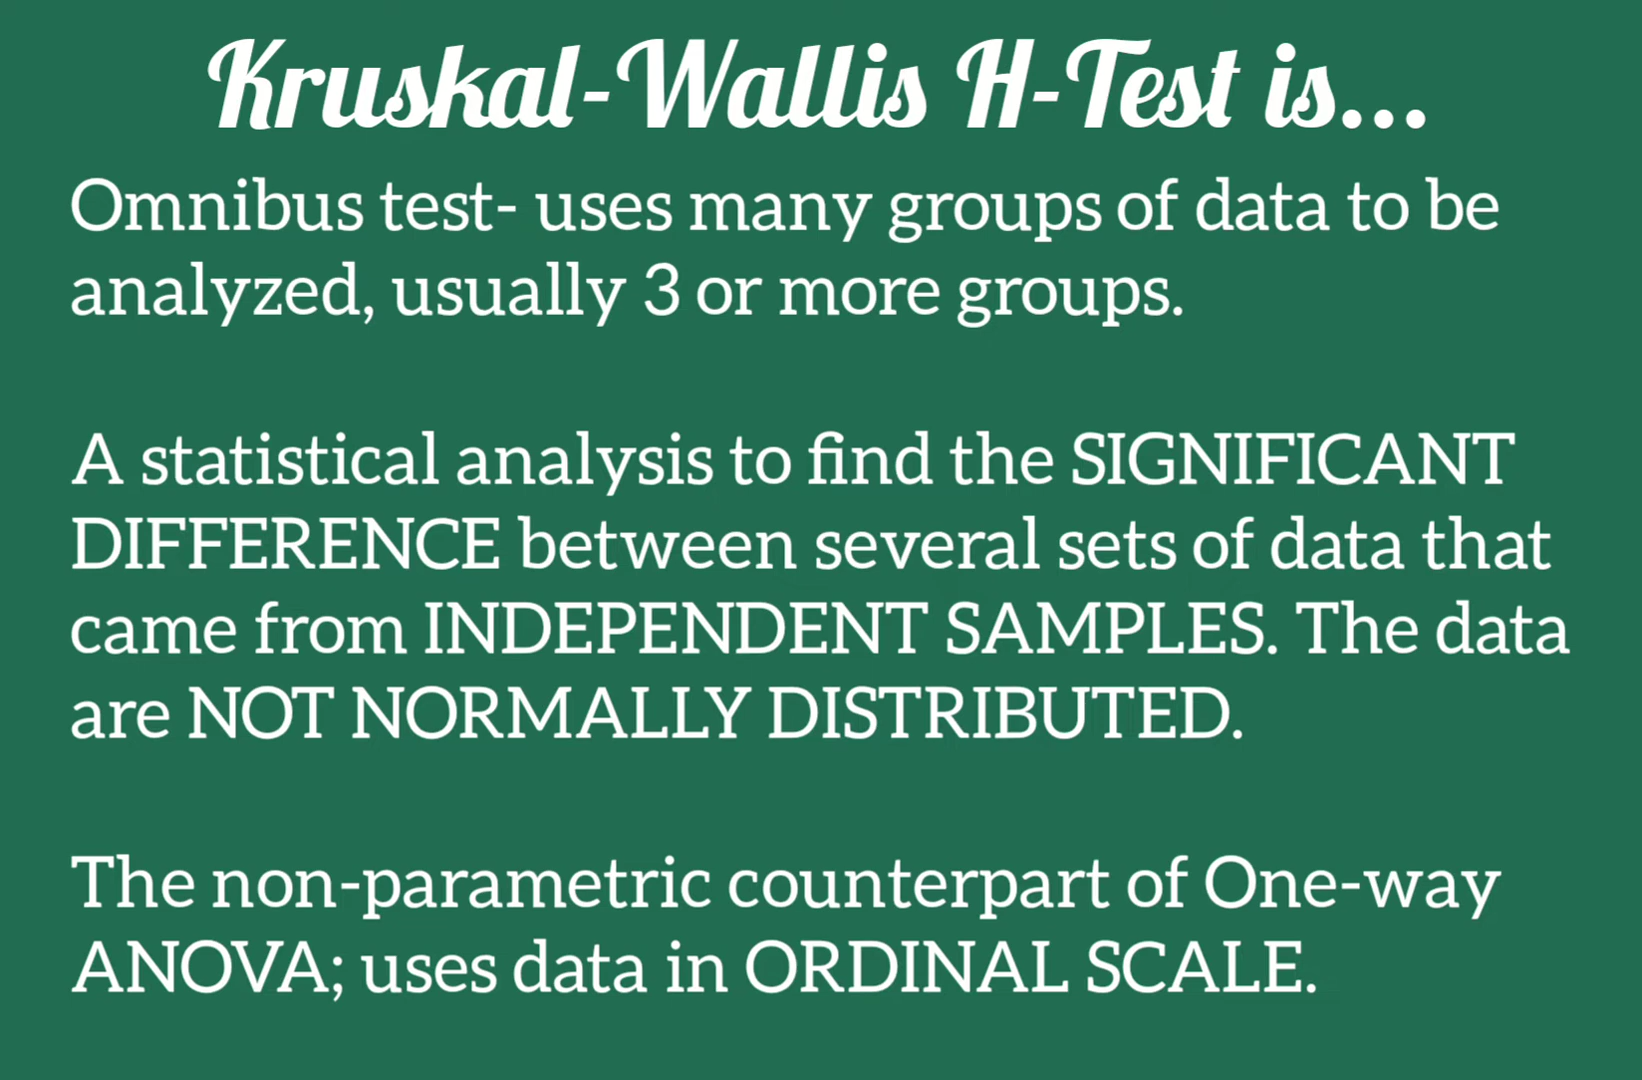 Kruskal-Wallis H-Test is...
Omnibus test- uses many groups of data to be
analyzed, usually 3 or more groups.
A statistical analysis to find the SIGNIFICANT
DIFFERENCE between several sets of data that
came from INDEPENDENT SAMPLES. The data
are NOT NORMALLY DISTRIBUTED.
The non-parametric counterpart of One-way
ANOVA; uses data in ORDINAL SCALE.